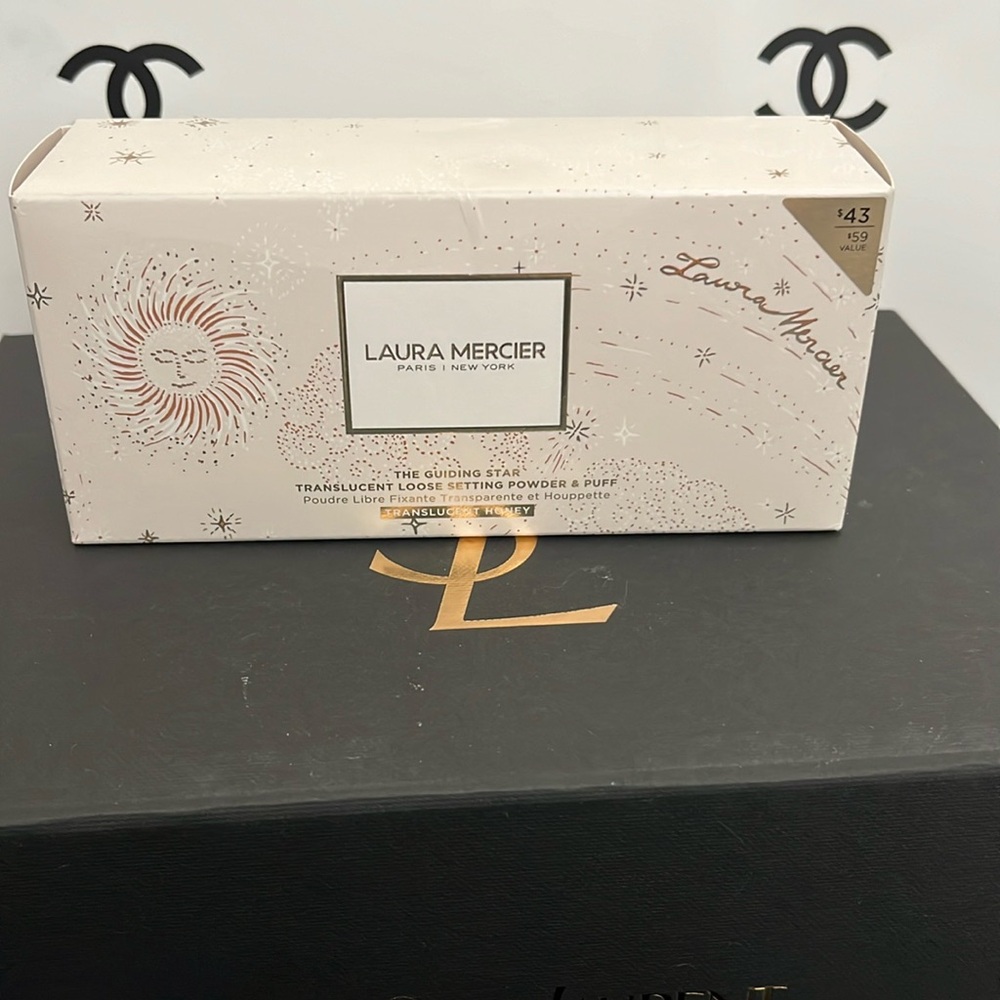 $43
$59
VALUE
Laura Mercier
LAURA MERCIER
PARIS | NEW YORK
THE GUIDING STAR
TRANSLUCENT LOOSE SETTING POWDER & PUFF
Poudre Libre Fixante Transparente et Houppette
TRANSLUCENT HONEY